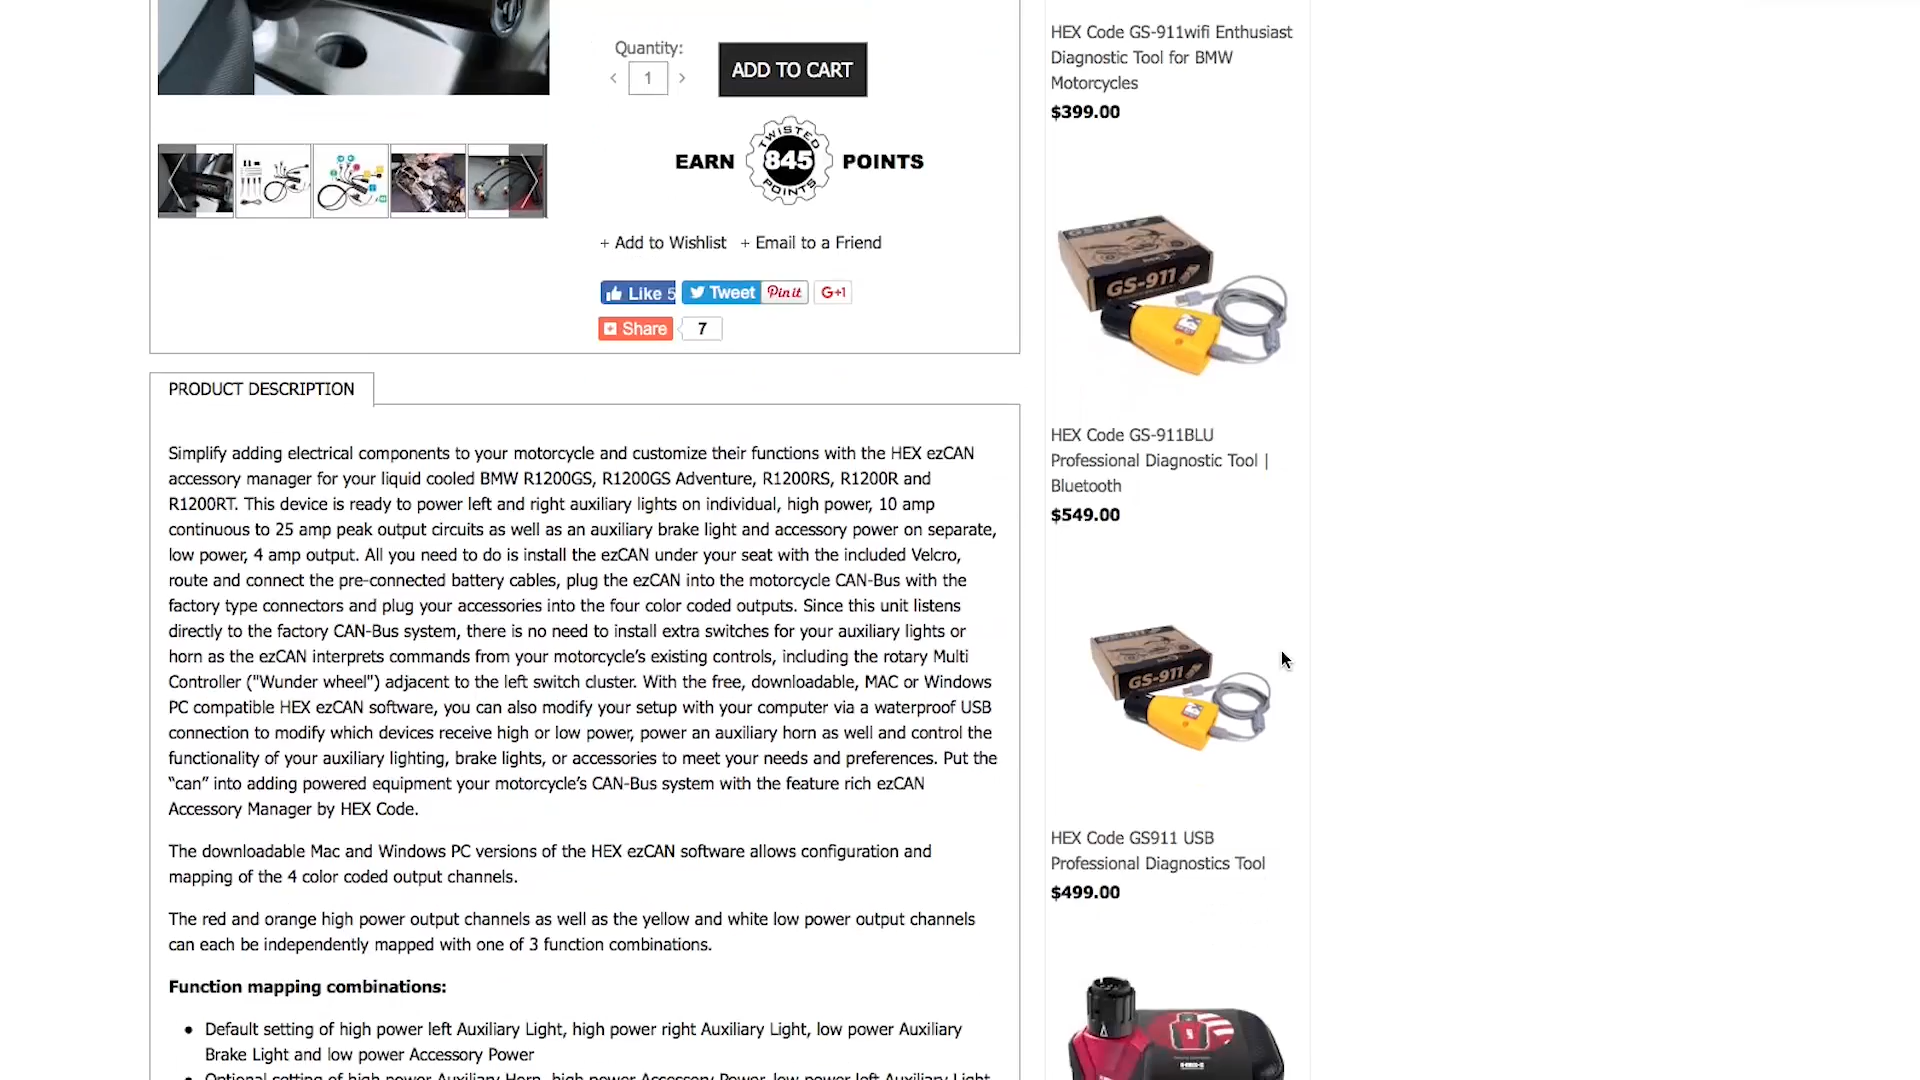 Quantity:
< 1 >
ADD TO CART
EARN
TWISTED
845
POINTS
POINTS
+ Add to Wishlist + Email to a Friend
Like 5
Tweet
Pin it
G+1
Share
7
PRODUCT DESCRIPTION
Simplify adding electrical components to your motorcycle and customize their functions with the HEX ezCAN
accessory manager for your liquid cooled BMW R1200GS, R1200GS Adventure, R1200RS, R1200R and
R1200RT. This device is ready to power left and right auxiliary lights on individual, high power, 10 amp
continuous to 25 amp peak output circuits as well as an auxiliary brake light and accessory power on separate,
low power, 4 amp output. All you need to do is install the ezCAN under your seat with the included Velcro,
route and connect the pre-connected battery cables, plug the ezCAN into the motorcycle CAN-Bus with the
factory type connectors and plug your accessories into the four color coded outputs. Since this unit listens
directly to the factory CAN-Bus system, there is no need to install extra switches for your auxiliary lights or
horn as the ezCAN interprets commands from your motorcycle’s existing controls, including the rotary Multi
Controller ("Wunder wheel") adjacent to the left switch cluster. With the free, downloadable, MAC or Windows
PC compatible HEX ezCAN software, you can also modify your setup with your computer via a waterproof USB
connection to modify which devices receive high or low power, power an auxiliary horn as well and control the
functionality of your auxiliary lighting, brake lights, or accessories to meet your needs and preferences. Put the
“can” into adding powered equipment your motorcycle’s CAN-Bus system with the feature rich ezCAN
Accessory Manager by HEX Code.
The downloadable Mac and Windows PC versions of the HEX ezCAN software allows configuration and
mapping of the 4 color coded output channels.
The red and orange high power output channels as well as the yellow and white low power output channels
can each be independently mapped with one of 3 function combinations.
Function mapping combinations:
• Default setting of high power left Auxiliary Light, high power right Auxiliary Light, low power Auxiliary
Brake Light and low power Accessory Power
• Optional setting of high power Auxiliary Horn, high power Accessory Power, low power left Auxiliary Light
HEX Code GS-911wifi Enthusiast
Diagnostic Tool for BMW
Motorcycles
$399.00
GS-911
GS-911
HEX Code GS-911BLU
Professional Diagnostic Tool |
Bluetooth
$549.00
GS-911
GS-911
HEX Code GS911 USB
Professional Diagnostics Tool
$499.00